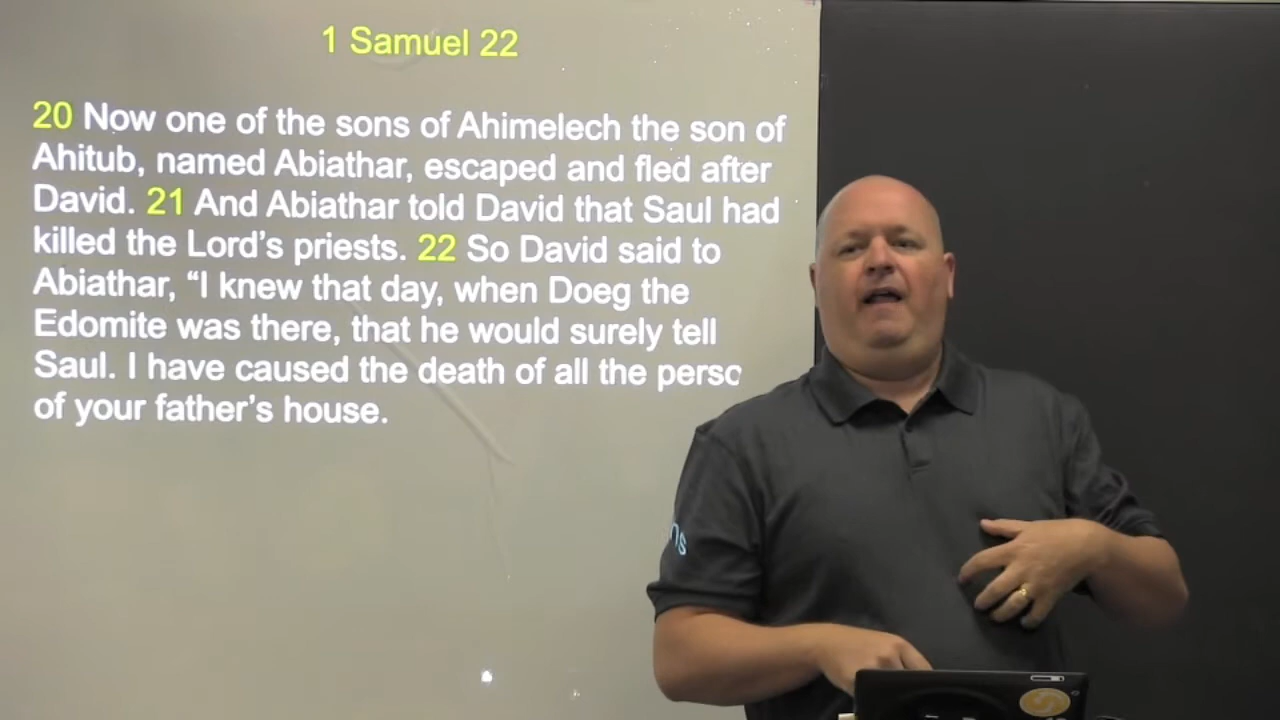 1 Samuel 22
20 Now one of the sons of Ahimelech the son of
Ahitub, named Abiathar, escaped and fled after
David. 21 And Abiathar told David that Saul had
killed the Lord’s priests. 22 So David said to
Abiathar, “I knew that day, when Doeg the
Edomite was there, that he would surely tell
Saul. I have caused the death of all the perso
of your father’s house.
ns